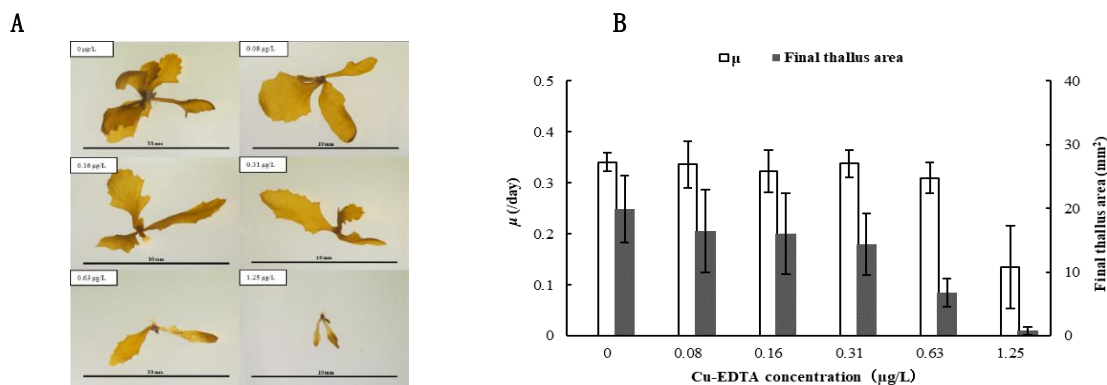 A
0 µg/L
0.08 µg/L
10 mm
10 mm
0.16 µg/L
0.31 µg/L
10 mm
10 mm
0.63 µg/L
1.25 µg/L
10 mm
10 mm
B
µ Final thallus area
0.5
0.4
0.3
0.2
0.1
0
µ (/day)
40
30
20
10
0
Final thallus area (mm²)
0 0.08 0.16 0.31 0.63 1.25
Cu-EDTA concentration (µg/L)